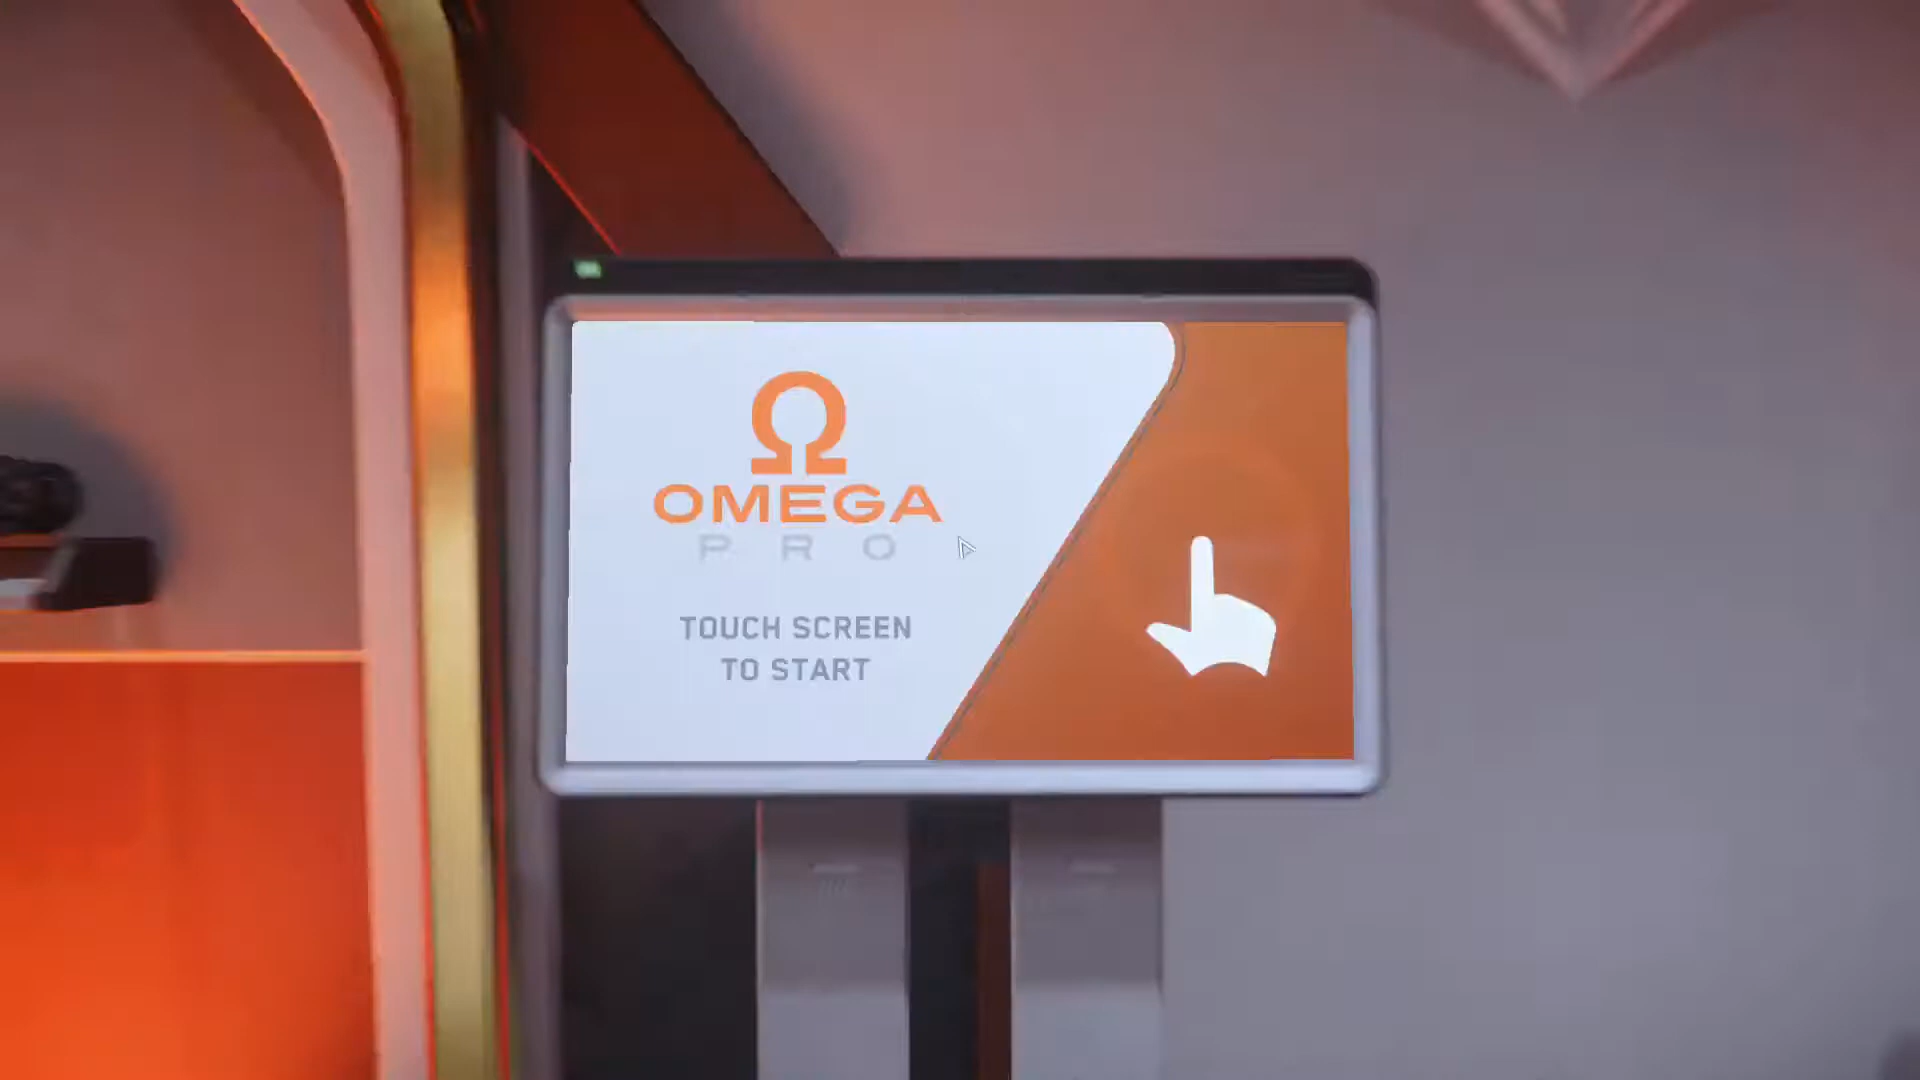 Ω
OMEGA
PRO
TOUCH SCREEN
TO START